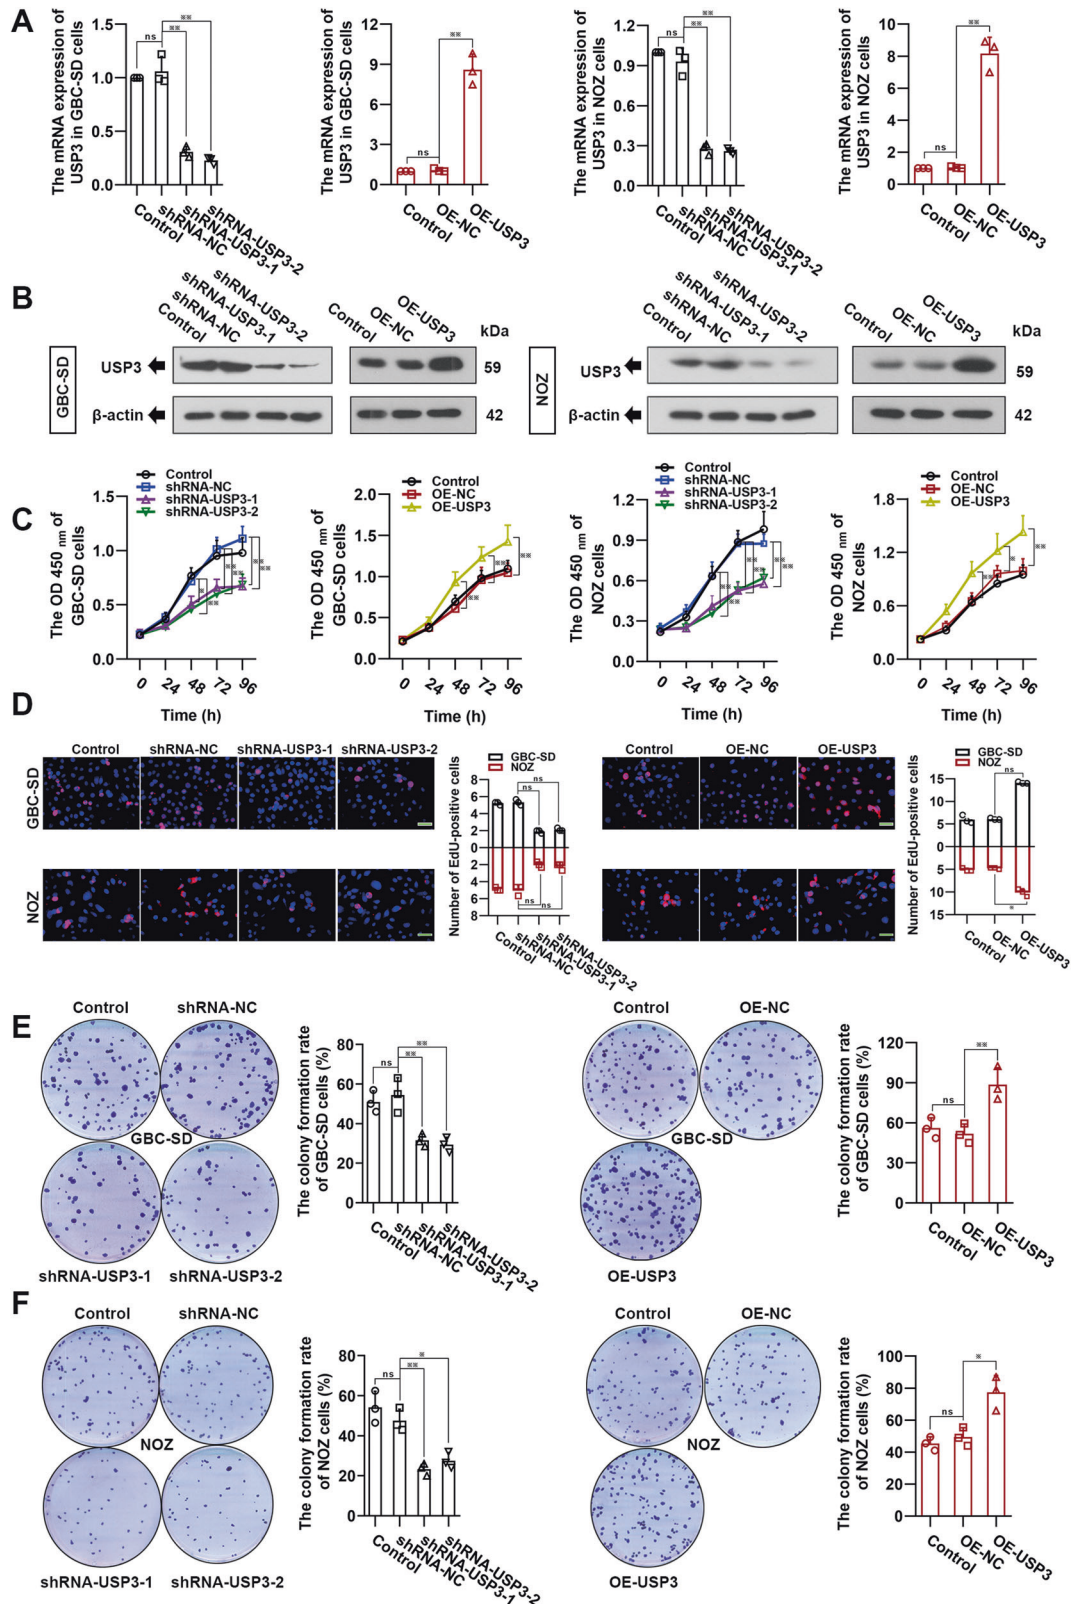 A
The mRNA expression of
USP3 in GBC-SD cells
1.5
1.0
0.5
0.0
ns
※※
※※
Control
shRNA-NC
shRNA-USP3-1
shRNA-USP3-2
The mRNA expression of
USP3 in GBC-SD cells
12
9
6
3
0
ns
※※
Control
OE-NC
OE-USP3
The mRNA expression of
USP3 in NOZ cells
1.2
0.9
0.6
0.3
0.0
ns
※※
※※
Control
shRNA-NC
shRNA-USP3-1
shRNA-USP3-2
The mRNA expression of
USP3 in NOZ cells
10
8
6
4
2
0
ns
※※
Control
OE-NC
OE-USP3
B
GBC-SD
Control
shRNA-NC
shRNA-USP3-1
shRNA-USP3-2
Control
OE-NC
OE-USP3
kDa
USP3
59
β-actin
42
NOZ
Control
shRNA-NC
shRNA-USP3-1
shRNA-USP3-2
Control
OE-NC
OE-USP3
kDa
USP3
59
β-actin
42
C
Control
shRNA-NC
shRNA-USP3-1
shRNA-USP3-2
The OD 450 nm of
GBC-SD cells
1.5
1.0
0.5
0.0
※
※※
※※
※※
※※
※※
0 24 48 72 96
Time (h)
Control
OE-NC
OE-USP3
The OD 450 nm of
GBC-SD cells
2.0
1.5
1.0
0.5
0.0
※※
※※
※※
0 24 48 72 96
Time (h)
Control
shRNA-NC
shRNA-USP3-1
shRNA-USP3-2
The OD 450 nm of
NOZ cells
1.2
0.9
0.6
0.3
0.0
※※
※※
※※
※※
※※
※※
0 24 48 72 96
Time (h)
Control
OE-NC
OE-USP3
The OD 450 nm of
NOZ cells
1.8
1.2
0.6
0.0
※※
※
※※
0 24 48 72 96
Time (h)
D
Control
shRNA-NC
shRNA-USP3-1
shRNA-USP3-2
GBC-SD
NOZ
GBC-SD
NOZ
Number of EdU-positive cells
8
6
4
2
0
2
4
6
8
ns
ns
ns
ns
Control
shRNA-NC
shRNA-USP3-1
shRNA-USP3-2
Control
OE-NC
OE-USP3
GBC-SD
NOZ
Number of EdU-positive cells
15
10
5
0
5
10
15
ns
※
Control
OE-NC
OE-USP3
E
Control
shRNA-NC
GBC-SD
shRNA-USP3-1
shRNA-USP3-2
The colony formation rate
of GBC-SD cells (%)
80
60
40
20
0
ns
※※
※※
Control
shRNA-NC
shRNA-USP3-1
shRNA-USP3-2
Control
OE-NC
GBC-SD
OE-USP3
The colony formation rate
of GBC-SD cells (%)
120
90
60
30
0
ns
※※
Control
OE-NC
OE-USP3
F
Control
shRNA-NC
NOZ
shRNA-USP3-1
shRNA-USP3-2
The colony formation rate
of NOZ cells (%)
80
60
40
20
0
ns
※※
※
Control
shRNA-NC
shRNA-USP3-1
shRNA-USP3-2
Control
OE-NC
NOZ
OE-USP3
The colony formation rate
of NOZ cells (%)
100
80
60
40
20
0
ns
※
Control
OE-NC
OE-USP3